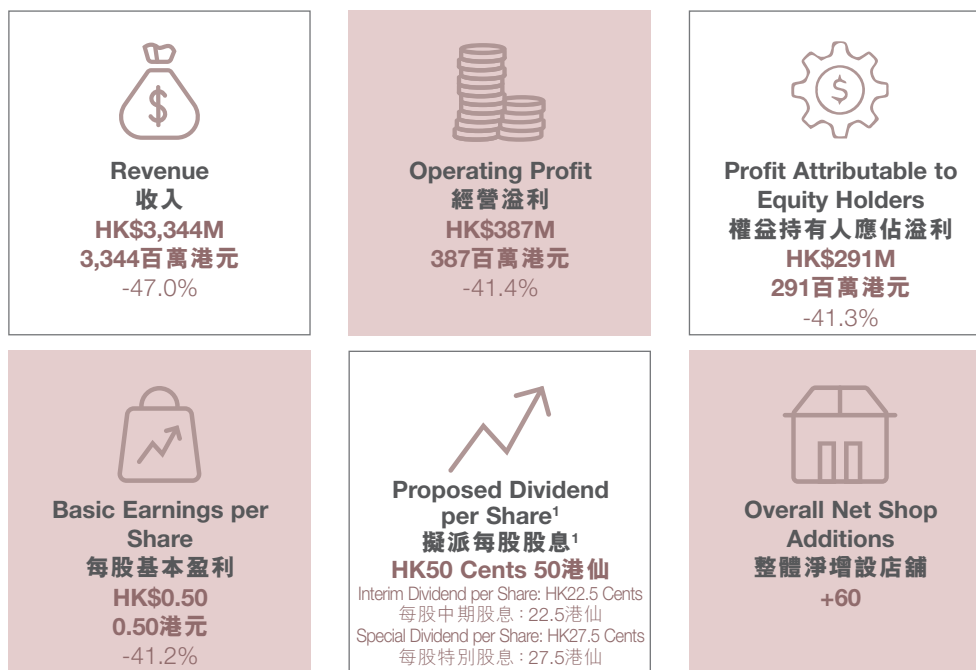 $
Revenue
收入
HK$3,344M
3,344百萬港元
-47.0%
Operating Profit
經營溢利
HK$387M
387百萬港元
-41.4%
$
Profit Attributable to
Equity Holders
權益持有人應佔溢利
HK$291M
291百萬港元
-41.3%
Basic Earnings per
Share
每股基本盈利
HK$0.50
0.50港元
-41.2%
Proposed Dividend
per Share¹
擬派每股股息¹
HK50 Cents 50港仙
Interim Dividend per Share: HK22.5 Cents
每股中期股息：22.5港仙
Special Dividend per Share: HK27.5 Cents
每股特別股息：27.5港仙
Overall Net Shop
Additions
整體淨增設店舖
+60